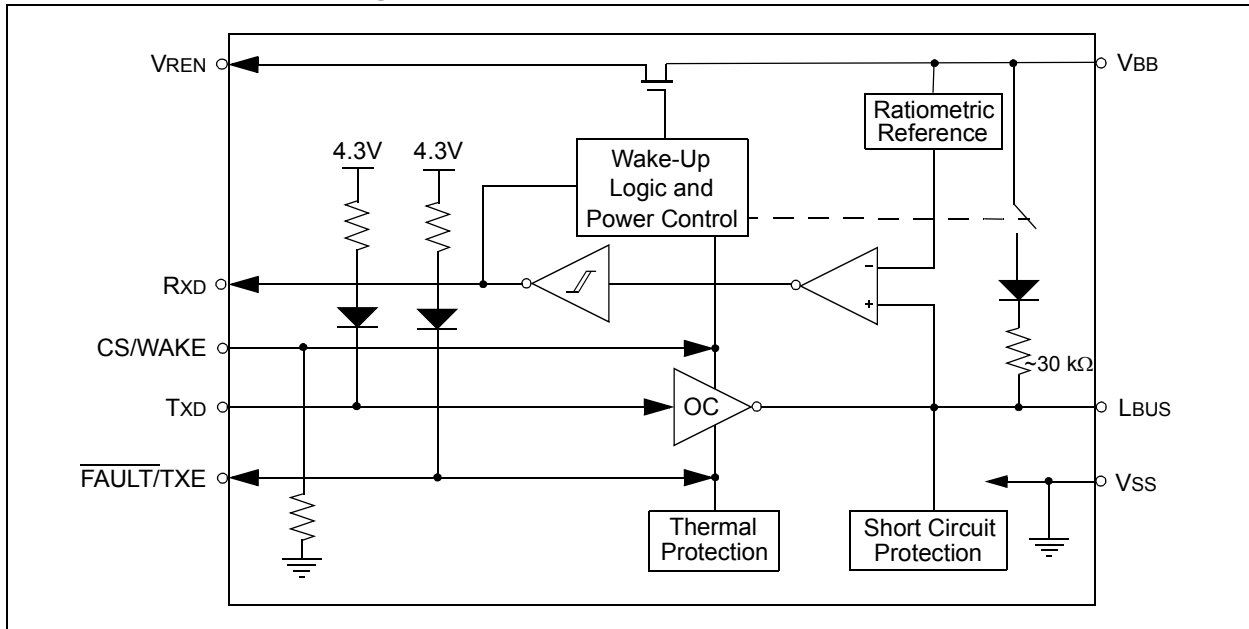 VREN
VBB
Ratiometric
Reference
4.3V
4.3V
Wake-Up
Logic and
Power Control
RXD
–
+
CS/WAKE
~30 kΩ
TXD
OC
LBUS
FAULT/TXE
VSS
Thermal
Protection
Short Circuit
Protection